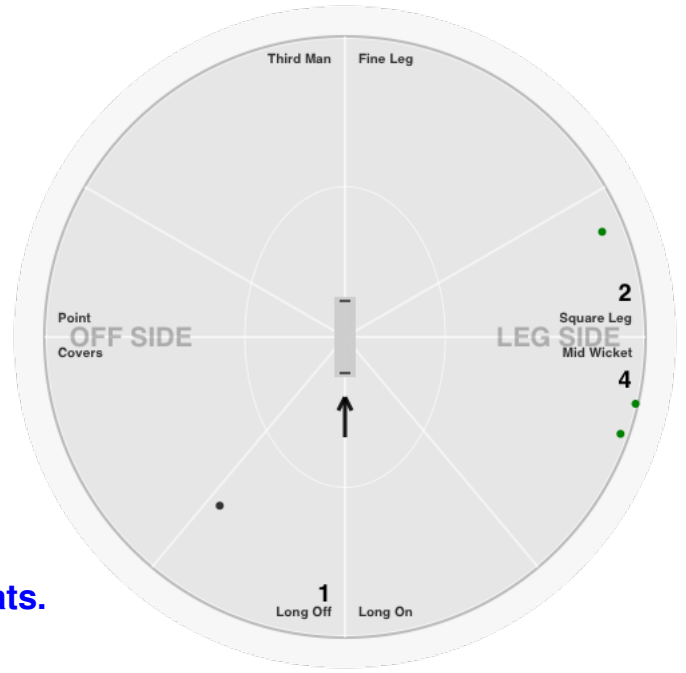 Third Man
Fine Leg
2
Point
Square Leg
OFF SIDE
LEG SIDE
Covers
Mid Wicket
4
1
ats.
Long Off
Long On